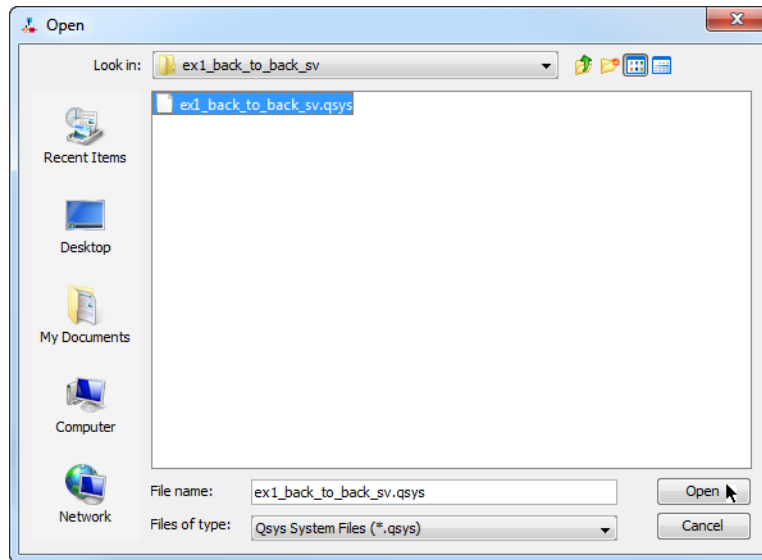 Open
Look in: ex1_back_to_back_sv
ex1_back_to_back_sv.qsys
Recent Items
Desktop
My Documents
Computer
Network
File name: ex1_back_to_back_sv.qsys Open
Files of type: Qsys System Files (*.qsys) Cancel